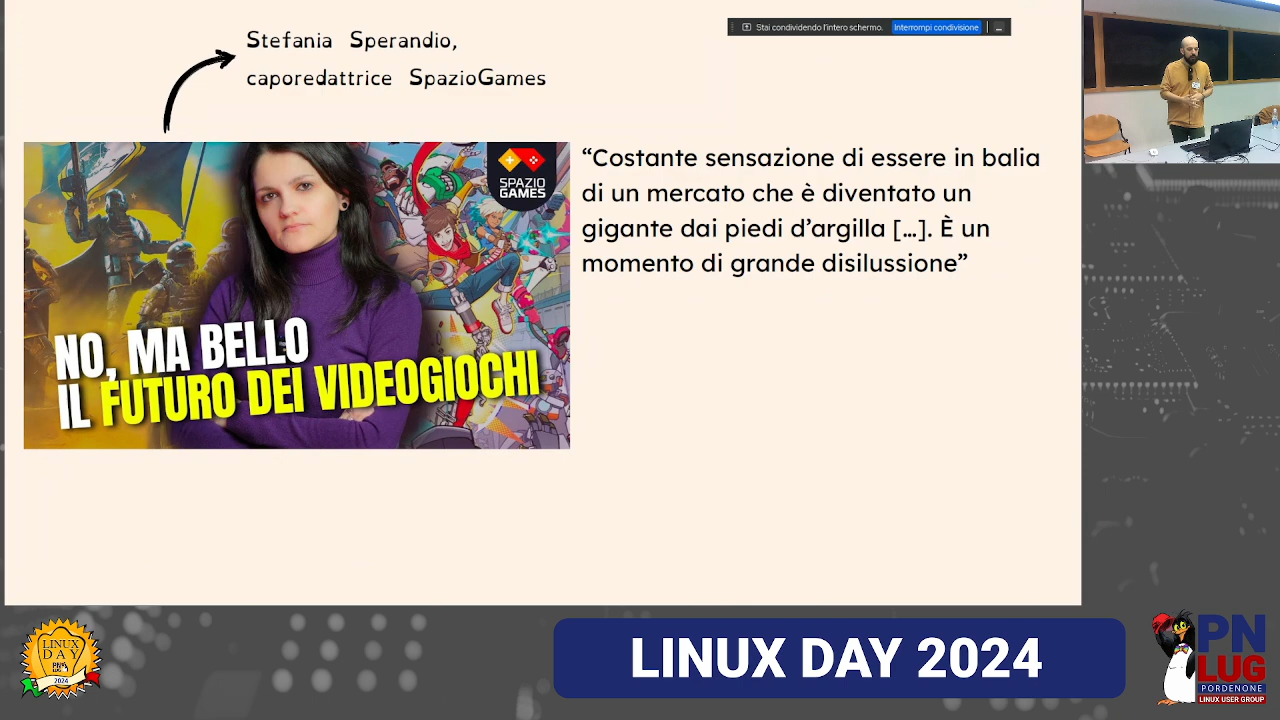 Stefania Sperandio,
caporedattrice SpazioGames
Stai condividendo l'intero schermo. Interrompi condivisione
SPAZIO
GAMES
NO, MA BELLO
IL FUTURO DEI VIDEOGIOCHI
“Costante sensazione di essere in balia
di un mercato che è diventato un
gigante dai piedi d’argilla [...]. È un
momento di grande disilussione”
LINUX
DAY
PN
LUG
2024
LINUX DAY 2024
PN
LUG
PORDENONE
LINUX USER GROUP